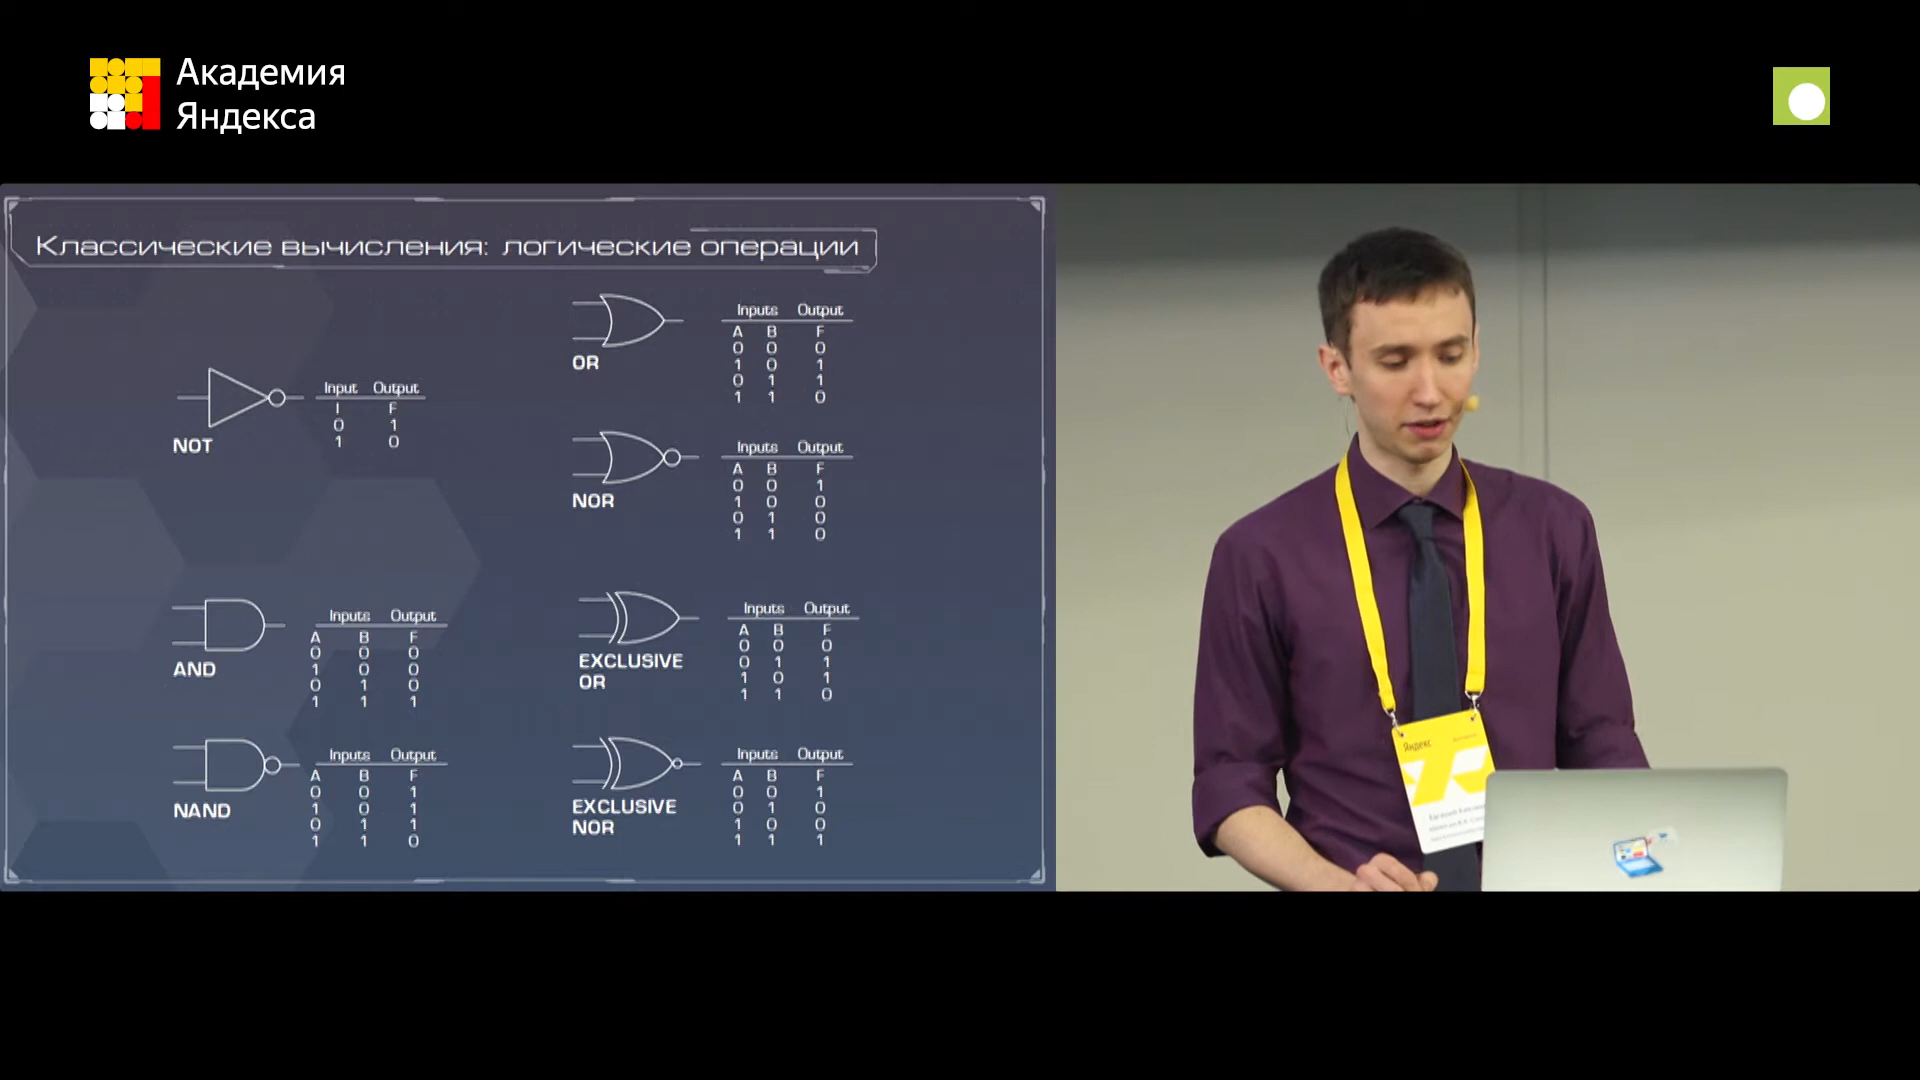 Академия
Яндекса
Классические вычисления: логические операции
Input Output
I F
0 1
1 0
NOT
Inputs Output
A B F
0 0 0
1 0 0
0 1 0
1 1 1
AND
Inputs Output
A B F
0 0 1
1 0 1
0 1 1
1 1 0
NAND
Inputs Output
A B F
0 0 0
1 0 1
0 1 1
1 1 0
OR
Inputs Output
A B F
0 0 1
1 0 0
0 1 0
1 1 0
NOR
Inputs Output
A B F
0 0 0
0 1 1
1 0 1
1 1 0
EXCLUSIVE
OR
Inputs Output
A B F
0 0 1
0 1 0
1 0 0
1 1 1
EXCLUSIVE
NOR
Яндекс